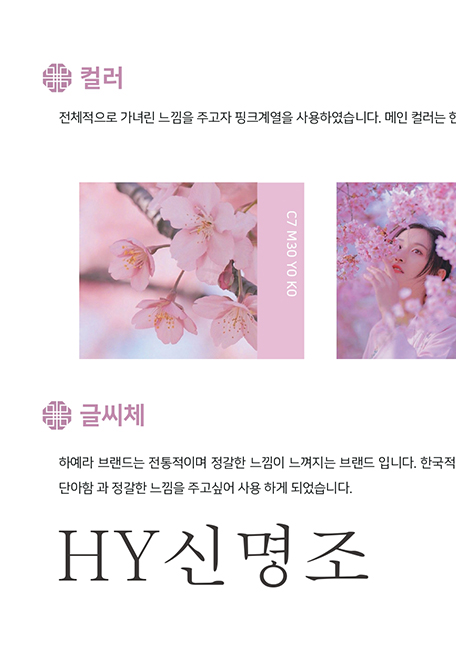 컬러
전체적으로 가녀린 느낌을 주고자 핑크계열을 사용하였습니다. 메인 컬러는
C7 M30 Y0 K0
글씨체
하예라 브랜드는 전통적이며 정갈한 느낌이 느껴지는 브랜드 입니다. 한국적
단아함 과 정갈한 느낌을 주고싶어 사용 하게 되었습니다.
HY신명조